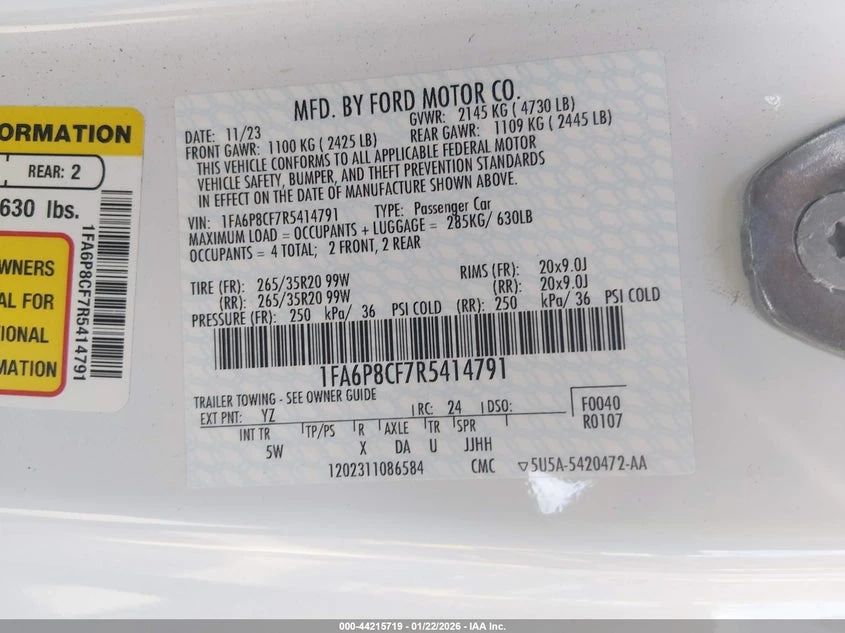 ORMATION
REAR: 2
630 lbs.
WNERS
AL FOR
TIONAL
MATION
1FA6P8CF7R5414791
MFD. BY FORD MOTOR CO.
DATE: 11/23 GVWR: 2145 KG ( 4730 LB)
FRONT GAWR: 1100 KG ( 2425 LB) REAR GAWR: 1109 KG ( 2445 LB)
THIS VEHICLE CONFORMS TO ALL APPLICABLE FEDERAL MOTOR
VEHICLE SAFETY, BUMPER, AND THEFT PREVENTION STANDARDS
IN EFFECT ON THE DATE OF MANUFACTURE SHOWN ABOVE.
VIN: 1FA6P8CF7R5414791 TYPE: Passenger Car
MAXIMUM LOAD = OCCUPANTS + LUGGAGE = 285KG/ 630LB
OCCUPANTS = 4 TOTAL; 2 FRONT, 2 REAR
TIRE (FR): 265/35R20 99W RIMS (FR): 20x9.0J
(RR): 265/35R20 99W (RR): 20x9.0J
PRESSURE (FR): 250 kPa/ 36 PSI COLD (RR): 250 kPa/ 36 PSI COLD
1FA6P8CF7R5414791
TRAILER TOWING - SEE OWNER GUIDE
EXT PNT: YZ RC: 24 DSO: F0040
R0107
INT TR TP/PS R AXLE TR SPR
5W X DA U JJHH
1202311086584 CMC ▽5U5A-5420472-AA
000-44215719 - 01/22/2026 - IAA Inc.